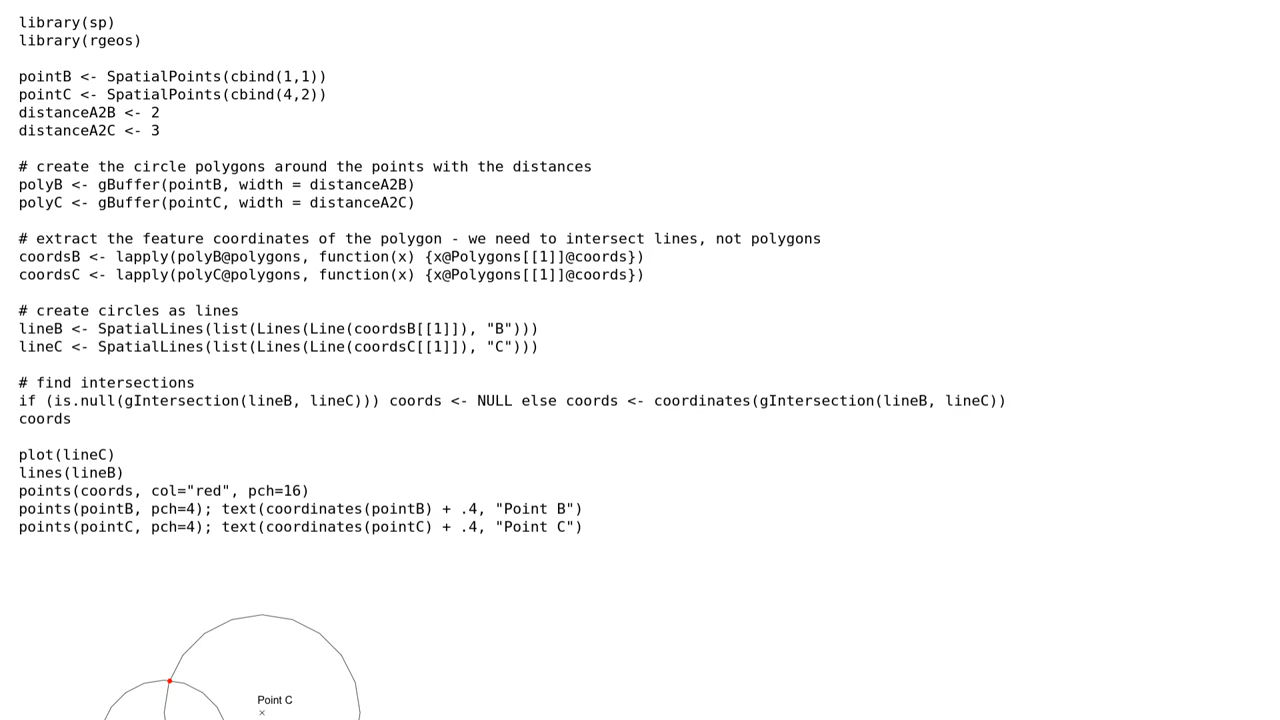 library(sp)
library(rgeos)
pointB <- SpatialPoints(cbind(1,1))
pointC <- SpatialPoints(cbind(4,2))
distanceA2B <- 2
distanceA2C <- 3
# create the circle polygons around the points with the distances
polyB <- gBuffer(pointB, width = distanceA2B)
polyC <- gBuffer(pointC, width = distanceA2C)
# extract the feature coordinates of the polygon - we need to intersect lines, not polygons
coordsB <- lapply(polyB@polygons, function(x) {x@Polygons[[1]]@coords})
coordsC <- lapply(polyC@polygons, function(x) {x@Polygons[[1]]@coords})
# create circles as lines
lineB <- SpatialLines(list(Lines(Line(coordsB[[1]]), "B")))
lineC <- SpatialLines(list(Lines(Line(coordsC[[1]]), "C")))
# find intersections
if (is.null(gIntersection(lineB, lineC))) coords <- NULL else coords <- coordinates(gIntersection(lineB, lineC))
coords
plot(lineC)
lines(lineB)
points(coords, col="red", pch=16)
points(pointB, pch=4); text(coordinates(pointB) + .4, "Point B")
points(pointC, pch=4); text(coordinates(pointC) + .4, "Point C")
Point C